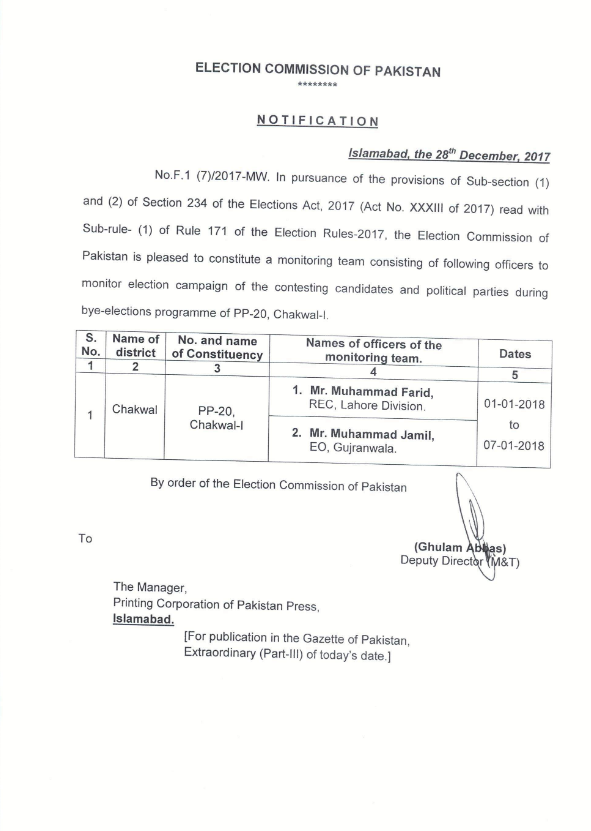 ELECTION COMMISSION OF PAKISTAN
********
NOTIFICATION
Islamabad, the 28th December, 2017
No.F.1 (7)/2017-MW. In pursuance of the provisions of Sub-section (1)
and (2) of Section 234 of the Elections Act, 2017 (Act No. XXXIII of 2017) read with
Sub-rule- (1) of Rule 171 of the Election Rules-2017, the Election Commission of
Pakistan is pleased to constitute a monitoring team consisting of following officers to
monitor election campaign of the contesting candidates and political parties during
bye-elections programme of PP-20, Chakwal-I.
S. No. Name of district No. and name of Constituency Names of officers of the monitoring team. Dates
1 2 3 4 5
1 Chakwal PP-20, Chakwal-I
1. Mr. Muhammad Farid,
REC, Lahore Division.
2. Mr. Muhammad Jamil,
EO, Gujranwala.
01-01-2018
to
07-01-2018
By order of the Election Commission of Pakistan
To
(Ghulam Abbas)
Deputy Director (M&T)
The Manager,
Printing Corporation of Pakistan Press,
Islamabad.
[For publication in the Gazette of Pakistan,
Extraordinary (Part-III) of today's date.]